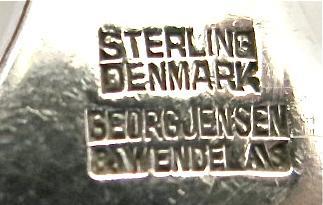 STERLING
DENMARK
GEORG JENSEN
& WENDEL A/S